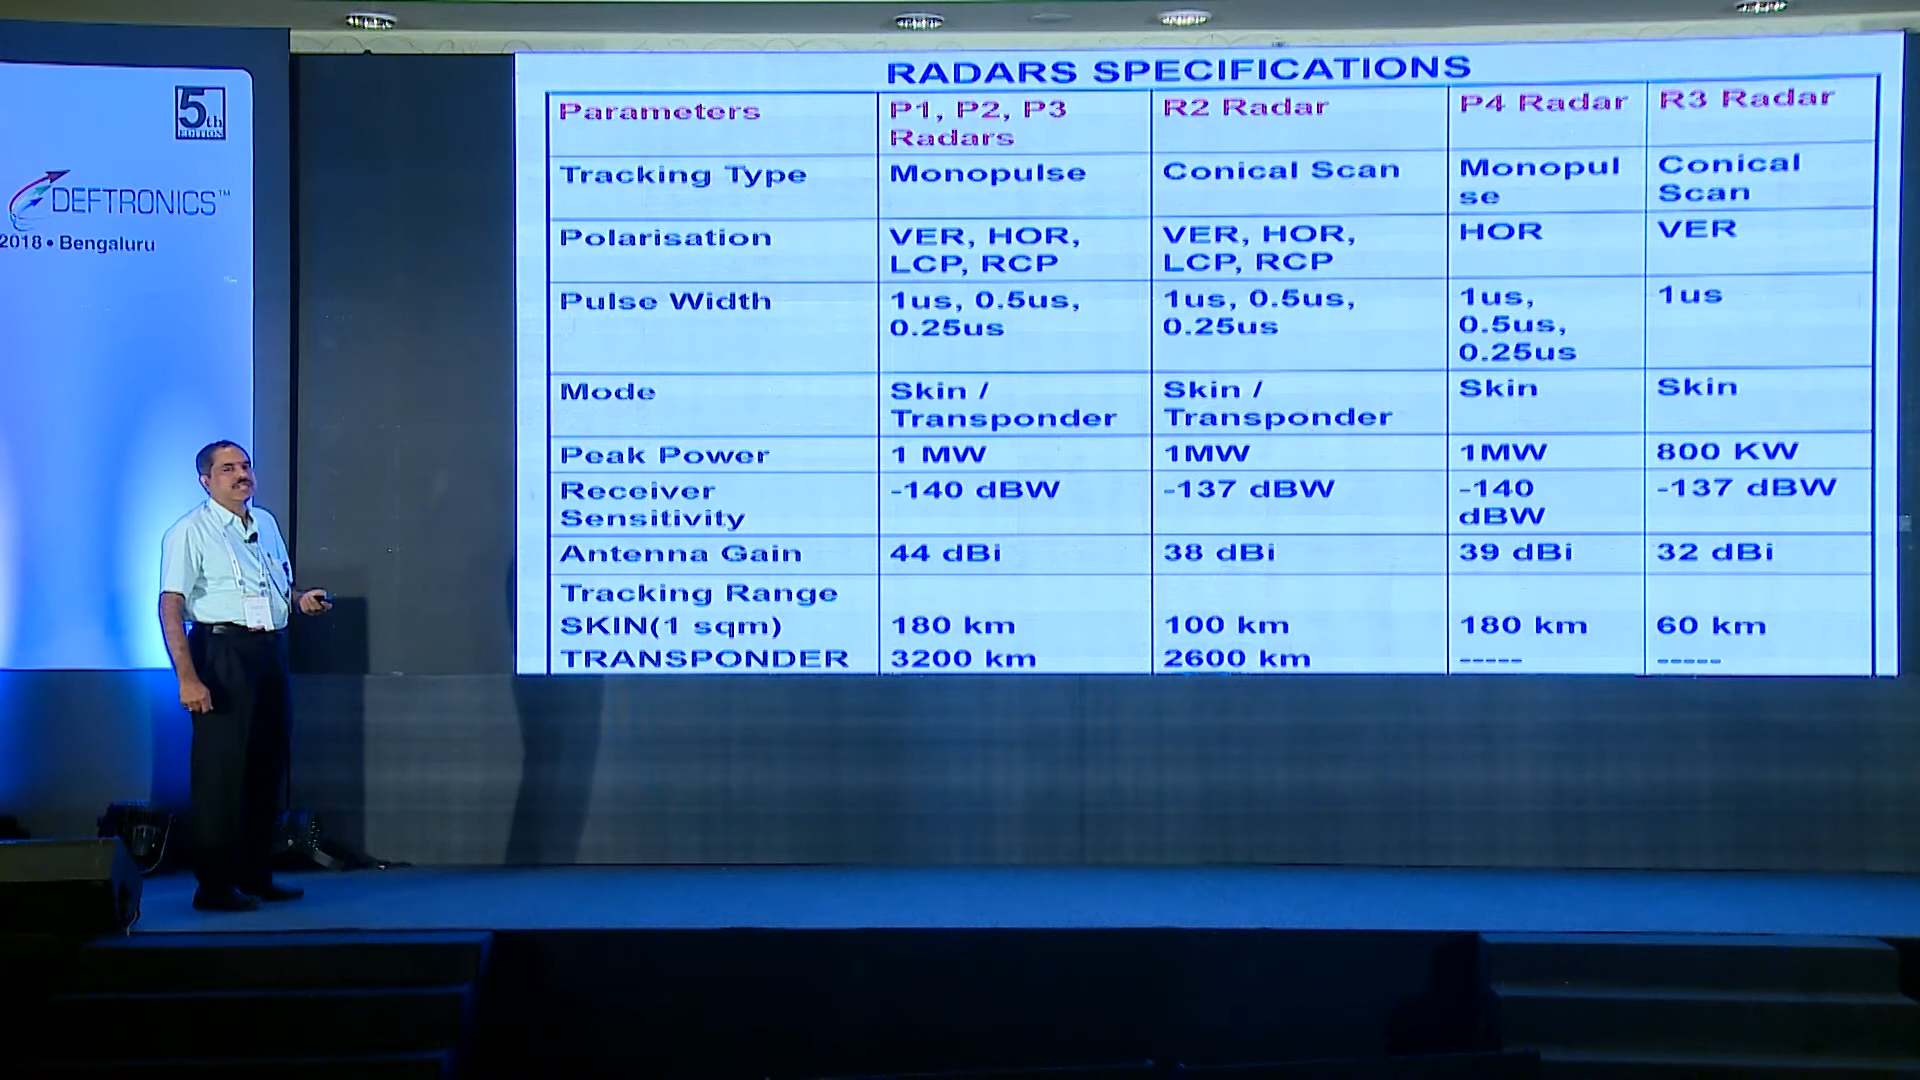 5th
EDITION
DEFTRONICS™
2018 • Bengaluru
RADARS SPECIFICATIONS
Parameters
P1, P2, P3
Radars
R2 Radar
P4 Radar
R3 Radar
Tracking Type
Monopulse
Conical Scan
Monopul
se
Conical
Scan
Polarisation
VER, HOR,
LCP, RCP
VER, HOR,
LCP, RCP
HOR
VER
Pulse Width
1us, 0.5us,
0.25us
1us, 0.5us,
0.25us
1us,
0.5us,
0.25us
1us
Mode
Skin /
Transponder
Skin /
Transponder
Skin
Skin
Peak Power
1 MW
1MW
1MW
800 KW
Receiver
Sensitivity
-140 dBW
-137 dBW
-140
dBW
-137 dBW
Antenna Gain
44 dBi
38 dBi
39 dBi
32 dBi
Tracking Range
SKIN(1 sqm)
180 km
100 km
180 km
60 km
TRANSPONDER
3200 km
2600 km
-----
-----